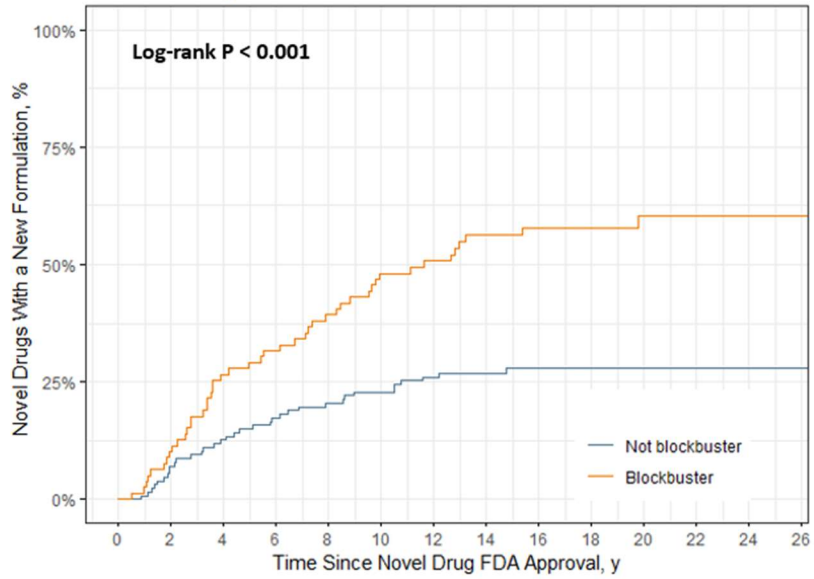 Log-rank P < 0.001
Novel Drugs With a New Formulation, %
100%
75%
50%
25%
0%
Not blockbuster
Blockbuster
0 2 4 6 8 10 12 14 16 18 20 22 24 26
Time Since Novel Drug FDA Approval, y